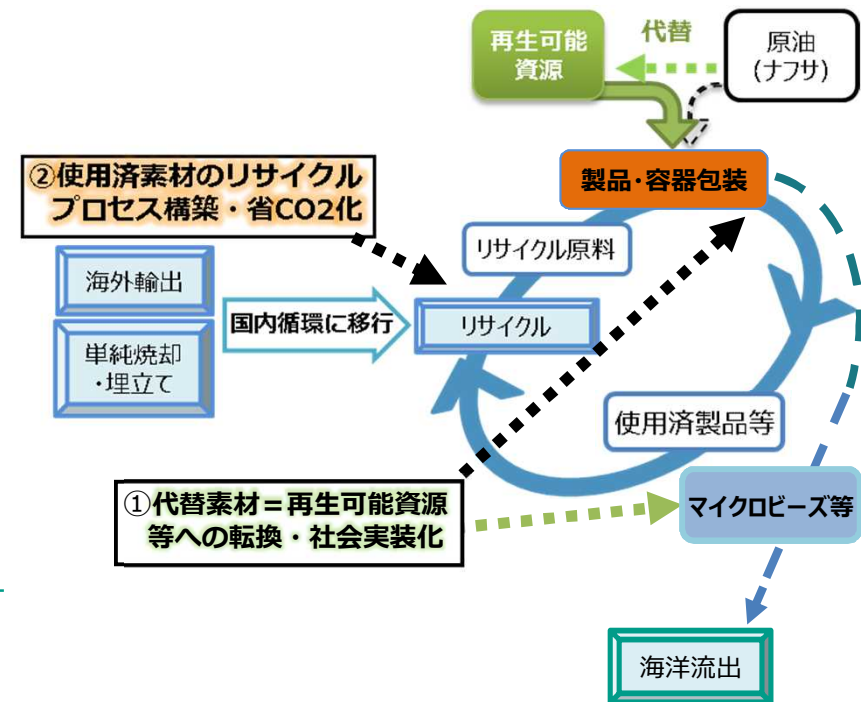 再生可能
資源
代替
原油
(ナフサ)
製品・容器包装
②使用済素材のリサイクル
プロセス構築・省CO2化
リサイクル原料
海外輸出
国内循環に移行
リサイクル
単純焼却
・埋立て
使用済製品等
①代替素材＝再生可能資源
等への転換・社会実装化
マイクロビーズ等
海洋流出